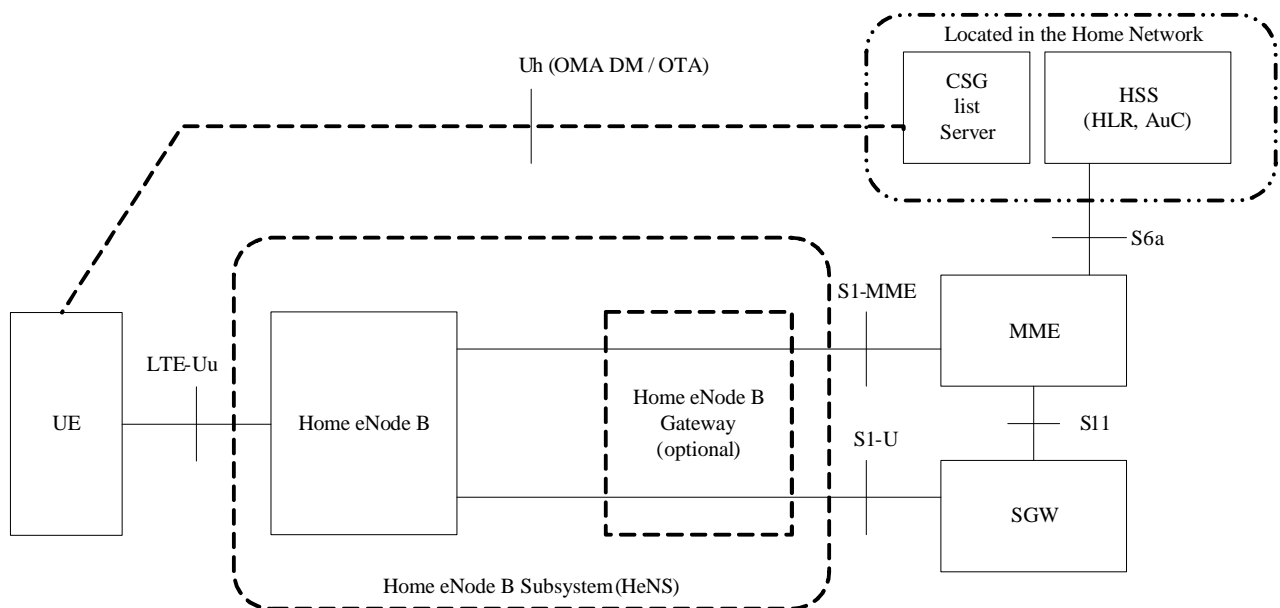 Located in the Home Network
Uh (OMA DM / OTA)
CSG
list
Server
HSS
(HLR, AuC)
S6a
S1-MME
MME
LTE-Uu
UE
Home eNode B
Home eNode B
Gateway
(optional)
S11
S1-U
SGW
Home eNode B Subsystem (HeNS)